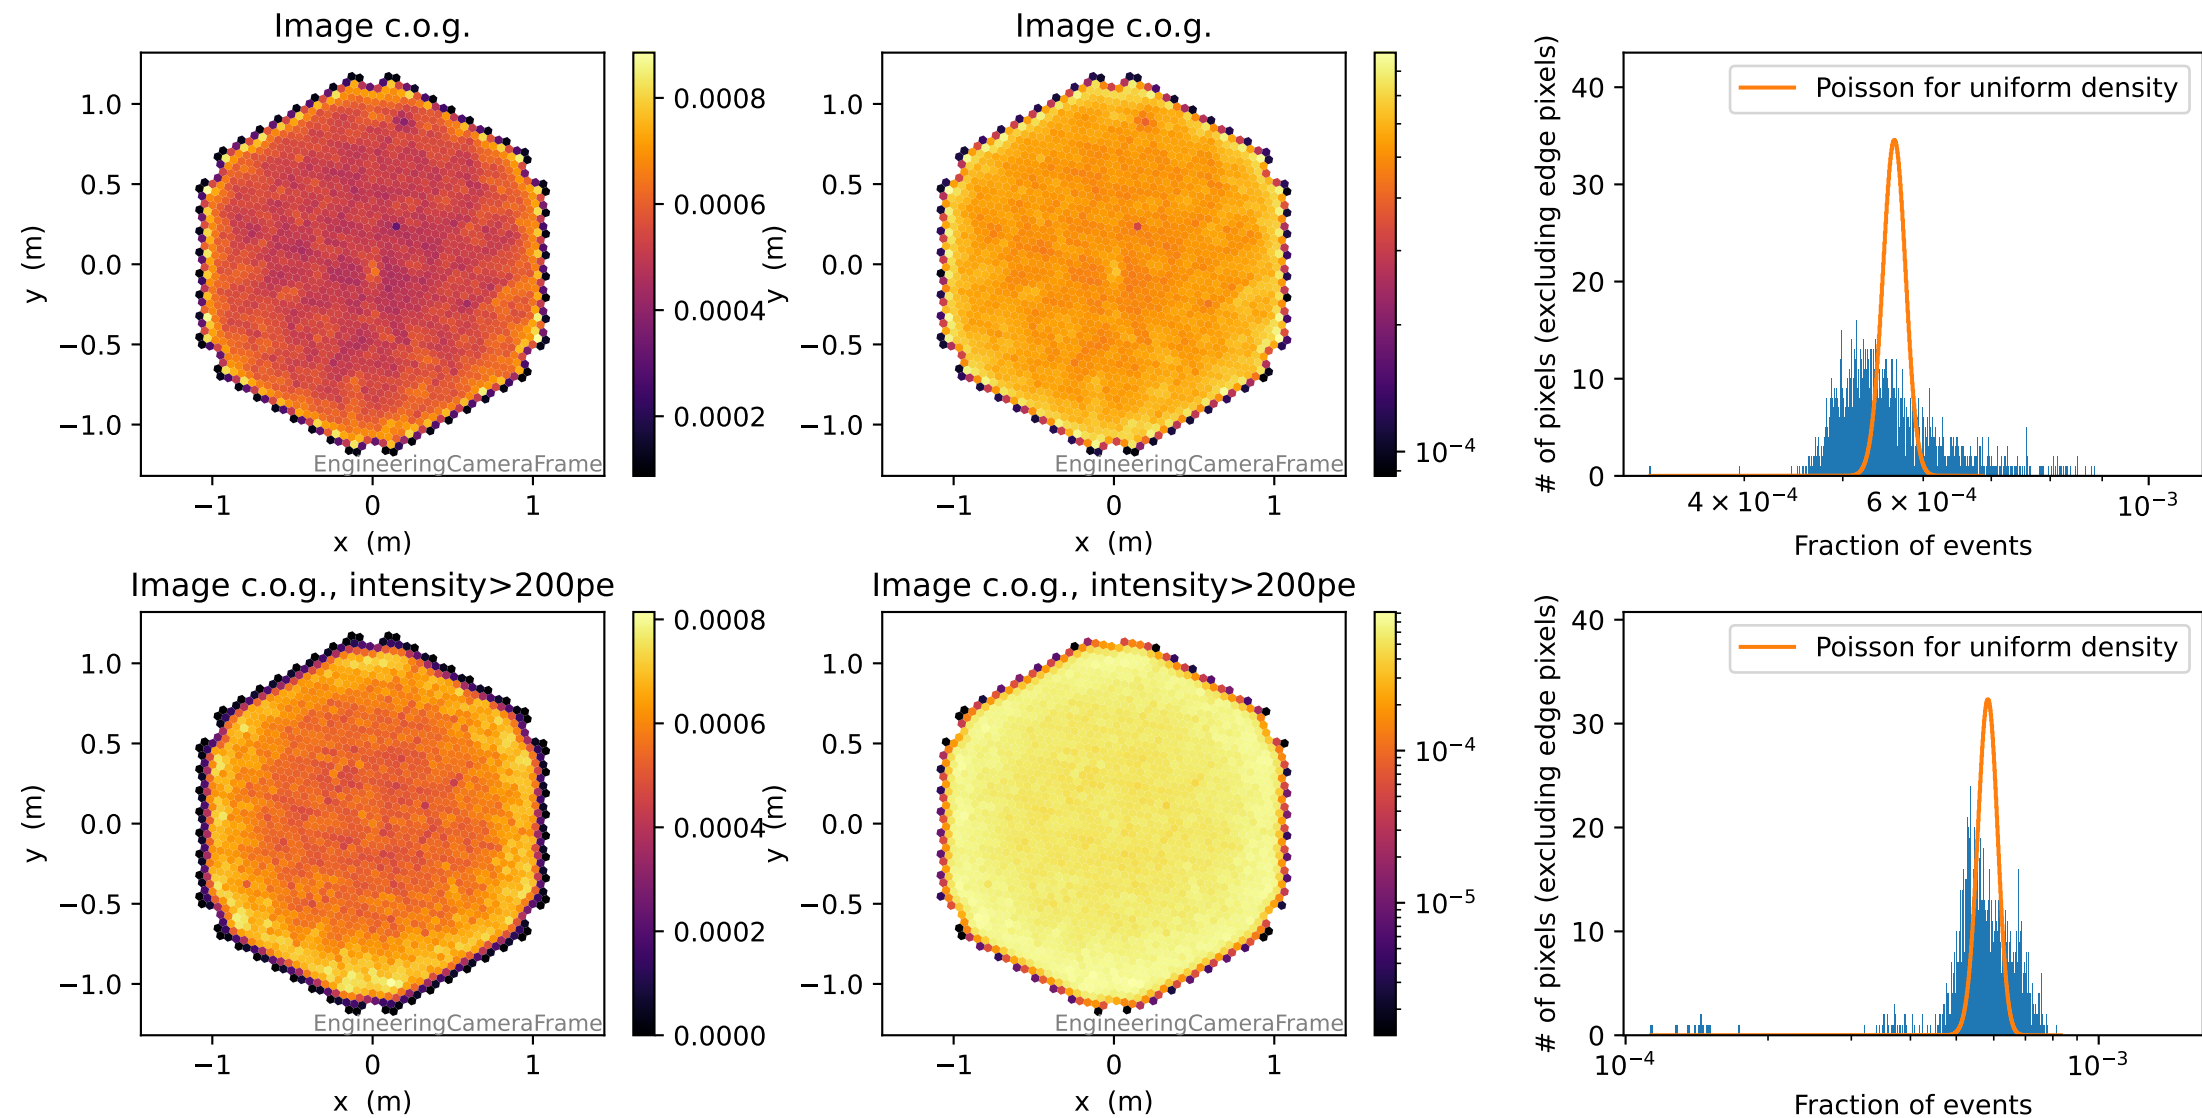 Image c.o.g.
1.0
0.5
0.0
−0.5
−1.0
y (m)
−1
0
1
x (m)
EngineeringCameraFrame
0.0008
0.0006
0.0004
0.0002
Image c.o.g.
1.0
0.5
0.0
−0.5
−1.0
y (m)
−1
0
1
x (m)
EngineeringCameraFrame
10⁻⁴
# of pixels (excluding edge pixels)
40
30
20
10
0
Poisson for uniform density
4 × 10⁻⁴
6 × 10⁻⁴
10⁻³
Fraction of events
Image c.o.g., intensity>200pe
1.0
0.5
0.0
−0.5
−1.0
y (m)
−1
0
1
x (m)
EngineeringCameraFrame
0.0008
0.0006
0.0004
0.0002
0.0000
Image c.o.g., intensity>200pe
1.0
0.5
0.0
−0.5
−1.0
y (m)
−1
0
1
x (m)
EngineeringCameraFrame
10⁻⁴
10⁻⁵
# of pixels (excluding edge pixels)
40
30
20
10
0
Poisson for uniform density
10⁻⁴
10⁻³
Fraction of events